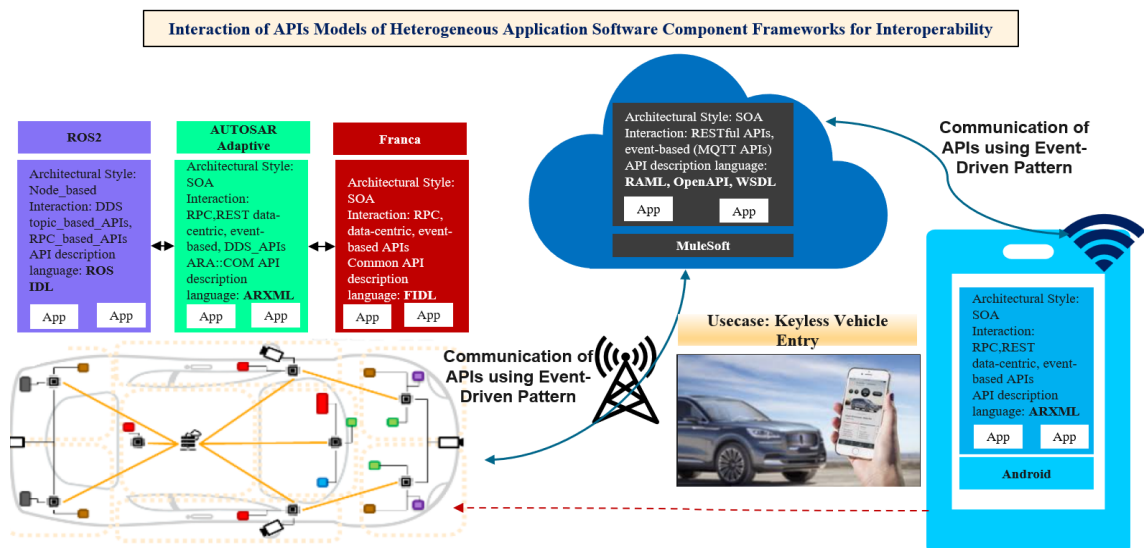 Interaction of APIs Models of Heterogeneous Application Software Component Frameworks for Interoperability
ROS2
Architectural Style:
Node_based
Interaction: DDS
topic_based_APIs,
RPC_based_APIs
API description
language: ROS
IDL
App
App
AUTOSAR
Adaptive
Architectural Style:
SOA
Interaction:
RPC,REST data-
centric, event-
based, DDS_APIs
ARA::COM API
description
language: ARXML
App
App
Franca
Architectural Style:
SOA
Interaction: RPC,
data-centric, event-
based APIs
Common API
description
language: FIDL
App
App
Architectural Style: SOA
Interaction: RESTful APIs,
event-based (MQTT APIs)
API description language:
RAML, OpenAPI, WSDL
App
App
MuleSoft
Communication of
APIs using Event-
Driven Pattern
Communication of
APIs using Event-
Driven Pattern
Usecase: Keyless Vehicle
Entry
Architectural Style:
SOA
Interaction:
RPC,REST
data-centric, event-
based APIs
API description
language: ARXML
App
App
Android